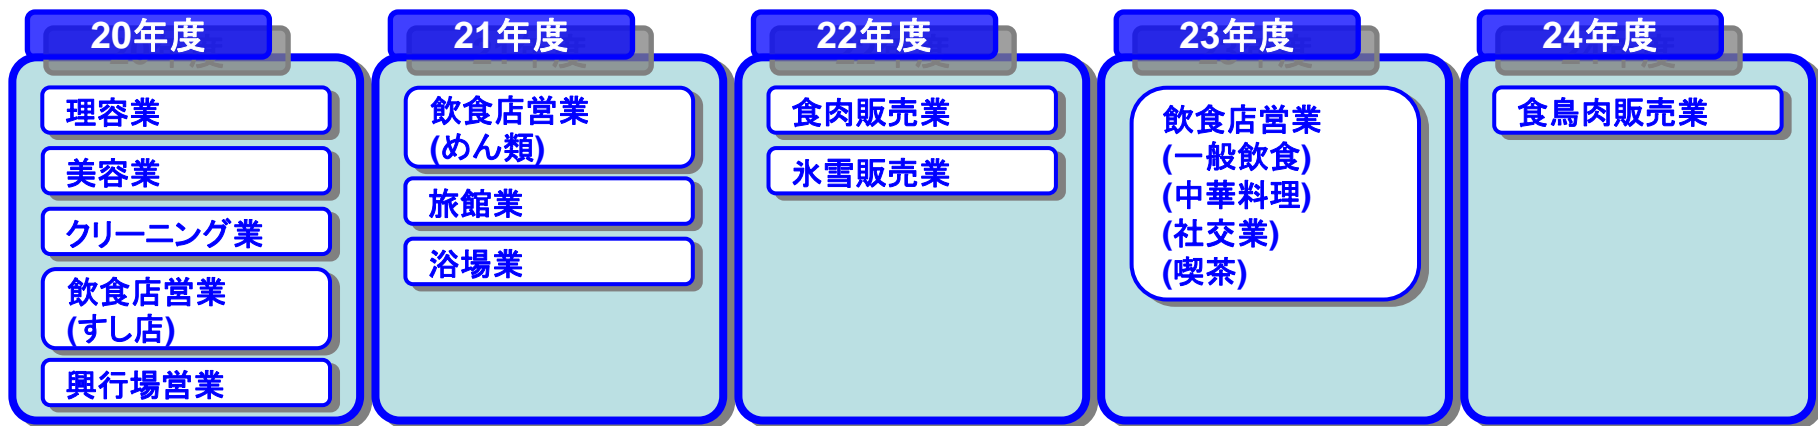 20年度
理容業
美容業
クリーニング業
飲食店営業
(すし店)
興行場営業
21年度
飲食店営業
(めん類)
旅館業
浴場業
22年度
食肉販売業
氷雪販売業
23年度
飲食店営業
(一般飲食)
(中華料理)
(社交業)
(喫茶)
24年度
食鳥肉販売業